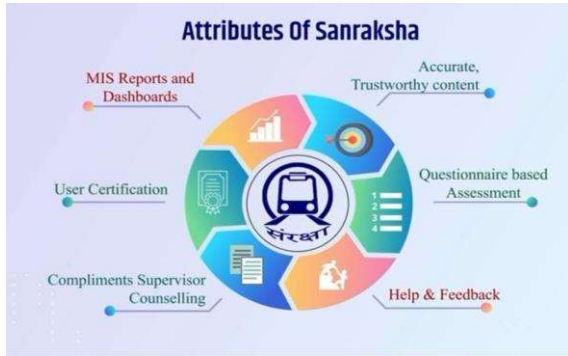 Attributes Of Sanraksha
MIS Reports and
Dashboards
Accurate,
Trustworthy content
User Certification
Questionnaire based
Assessment
1
2
3
4
संरक्षा
Compliments Supervisor
Counselling
Help & Feedback